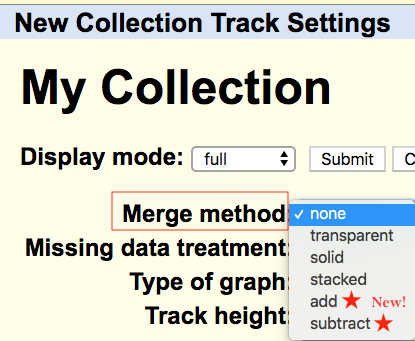 New Collection Track Settings
My Collection
Display mode: full Submit C
Merge method: ✓ none
transparent
Missing data treatment: solid
Type of graph: stacked
add ★ New!
Track height: subtract ★